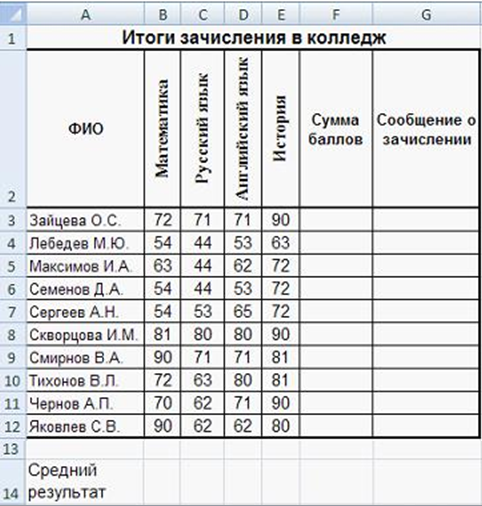 A B C D E F G
1 Итоги зачисления в колледж
2 ФИО Математика Русский язык Английский язык История Сумма баллов Сообщение о зачислении
3 Зайцева О.С. 72 71 71 90
4 Лебедев М.Ю. 54 44 53 63
5 Максимов И.А. 63 44 62 72
6 Семенов Д.А. 54 44 53 72
7 Сергеев А.Н. 54 53 65 72
8 Скворцова И.М. 81 80 80 90
9 Смирнов В.А. 90 71 71 81
10 Тихонов В.Л. 72 63 80 81
11 Чернов А.П. 70 62 71 90
12 Яковлев С.В. 90 62 62 80
13
14 Средний
результат